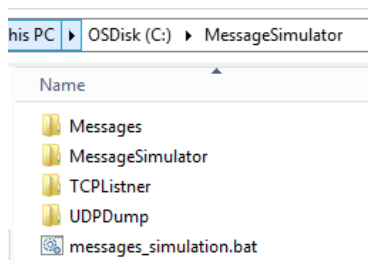 his PC ▸ OSDisk (C:) ▸ MessageSimulator
Name
Messages
MessageSimulator
TCPListner
UDPDump
messages_simulation.bat